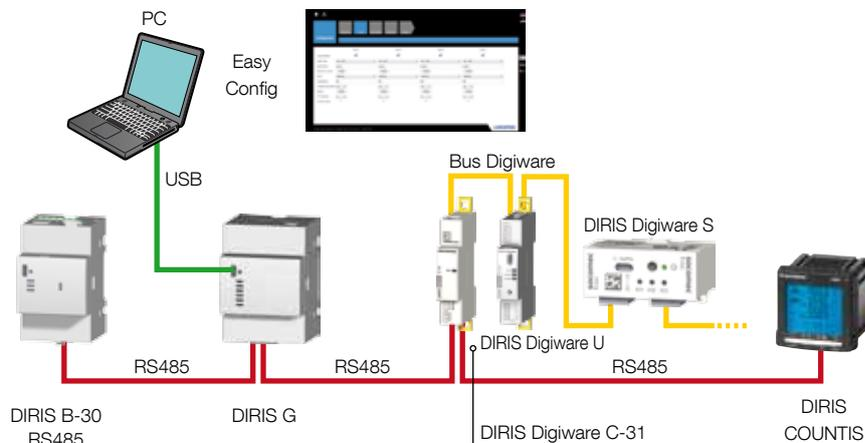 PC
Easy
Config
USB
Bus Digiware
DIRIS Digiware S
DIRIS Digiware U
RS485
RS485
RS485
DIRIS B-30
RS485
DIRIS G
DIRIS Digiware C-31
DIRIS
COUNTIS